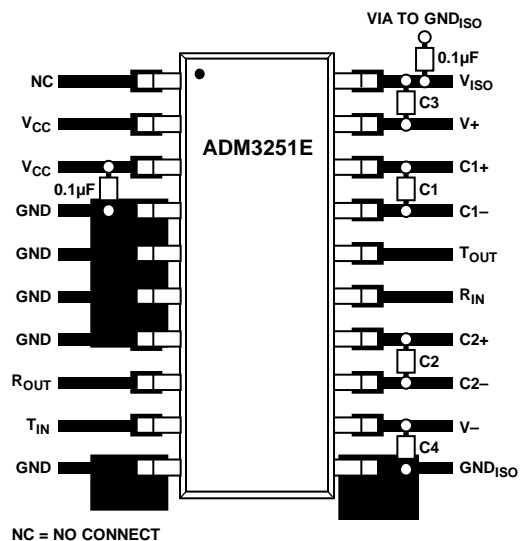 VIA TO GNDISO
0.1µF
NC
VISO
C3
VCC
V+
ADM3251E
VCC
C1+
0.1µF
C1
GND
C1–
GND
TOUT
GND
RIN
GND
C2+
C2
ROUT
C2–
TIN
V–
C4
GND
GNDISO
NC = NO CONNECT